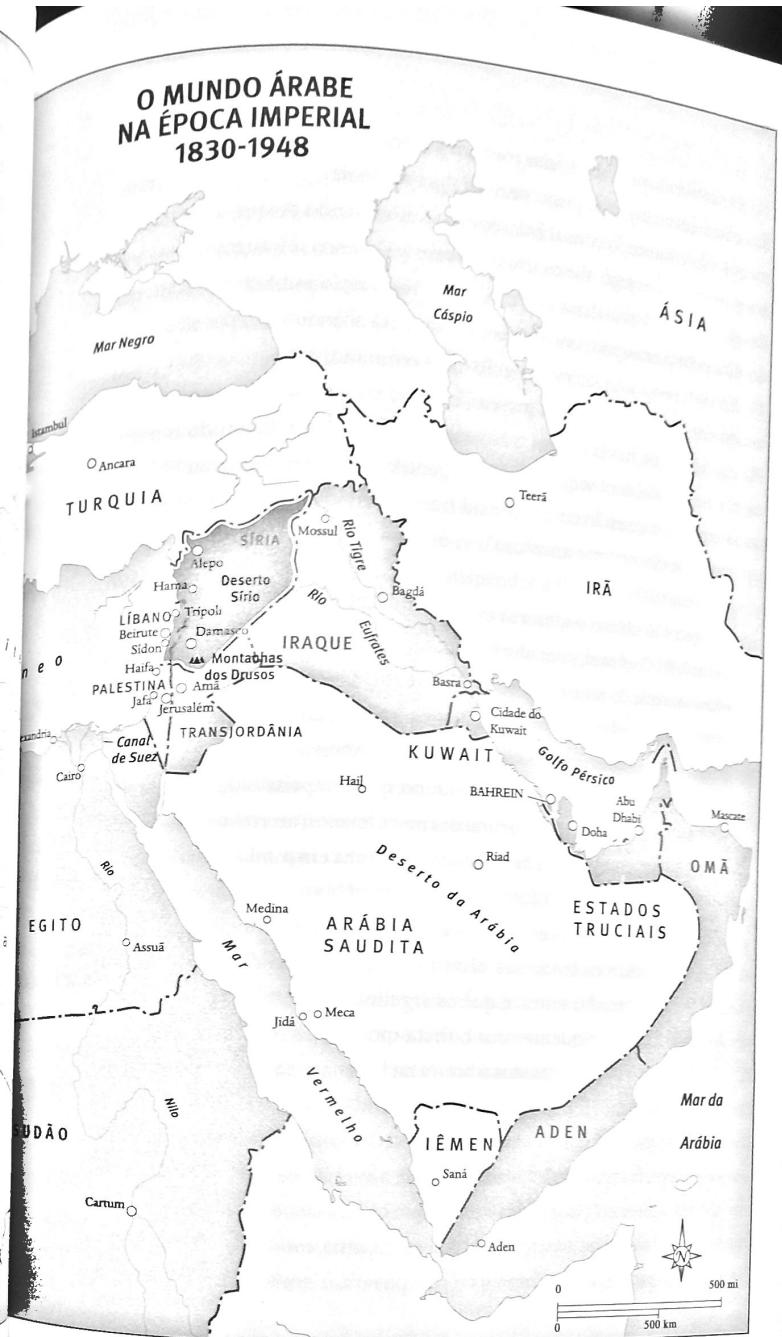 O MUNDO ÁRABE
NA ÉPOCA IMPERIAL
1830-1948
Mar
Cáspio
ÁSIA
Mar Negro
Istambul
Ancara
TURQUIA
Teerã
Mossul
Rio Tigre
SÍRIA
Alepo
Deserto
Sírio
Hama
Rio
Eufrates
Bagdá
IRÃ
LÍBANO
Trípoli
Beirute
Sídon
Damasco
IRAQUE
Montanhas
dos Drusos
Haifa
PALESTINA
Amã
Jafa
Jerusalém
Basra
Cidade do
Kuwait
Canal
de Suez
TRANSJORDÂNIA
KUWAIT
Golfo Pérsico
Cairo
Hail
BAHREIN
Abu
Dhabi
Doha
Mascate
Riad
OMÃ
Rio
Deserto da Arábia
ESTADOS
TRUCIAIS
Medina
ARÁBIA
SAUDITA
EGITO
Assuã
Mar
Jidá
Meca
Vermelho
Nilo
Mar da
Arábia
SUDÃO
IÊMEN
ADEN
Saná
Cartum
Aden
N
0
500 mi
0
500 km